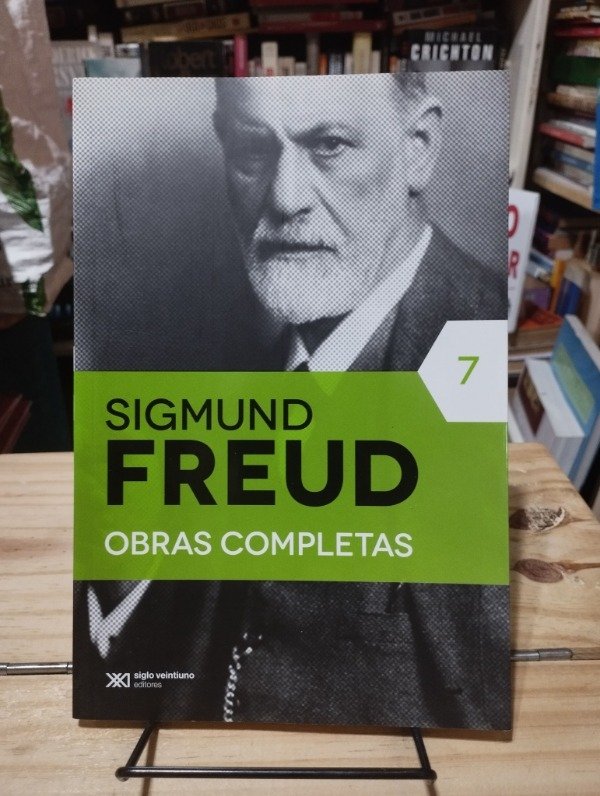 MICHAEL
CRICHTON
7
SIGMUND
FREUD
OBRAS COMPLETAS
siglo veintiuno
editores